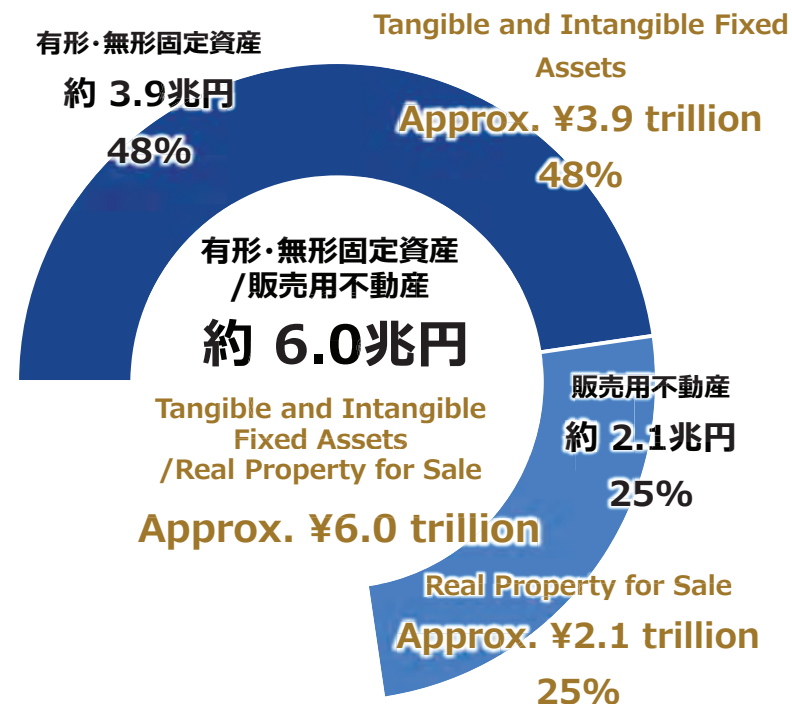 有形・無形固定資産
約 3.9兆円
48%
Tangible and Intangible Fixed
Assets
Approx. ¥3.9 trillion
48%
有形・無形固定資産
/販売用不動産
約 6.0兆円
Tangible and Intangible
Fixed Assets
/Real Property for Sale
Approx. ¥6.0 trillion
販売用不動産
約 2.1兆円
25%
Real Property for Sale
Approx. ¥2.1 trillion
25%